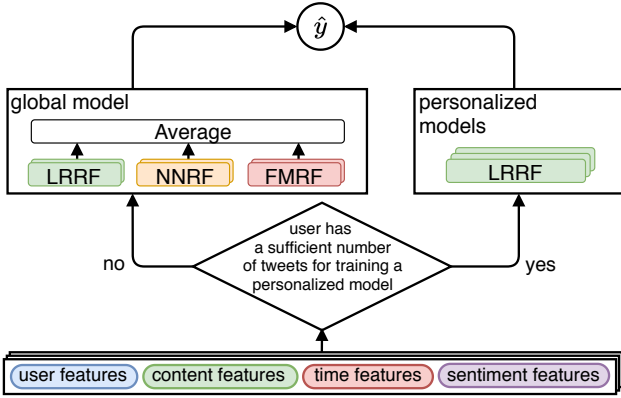 ŷ
global model
Average
LRRF
NNRF
FMRF
personalized
models
LRRF
user has
a sufficient number
of tweets for training a
personalized model
no
yes
user features
content features
time features
sentiment features